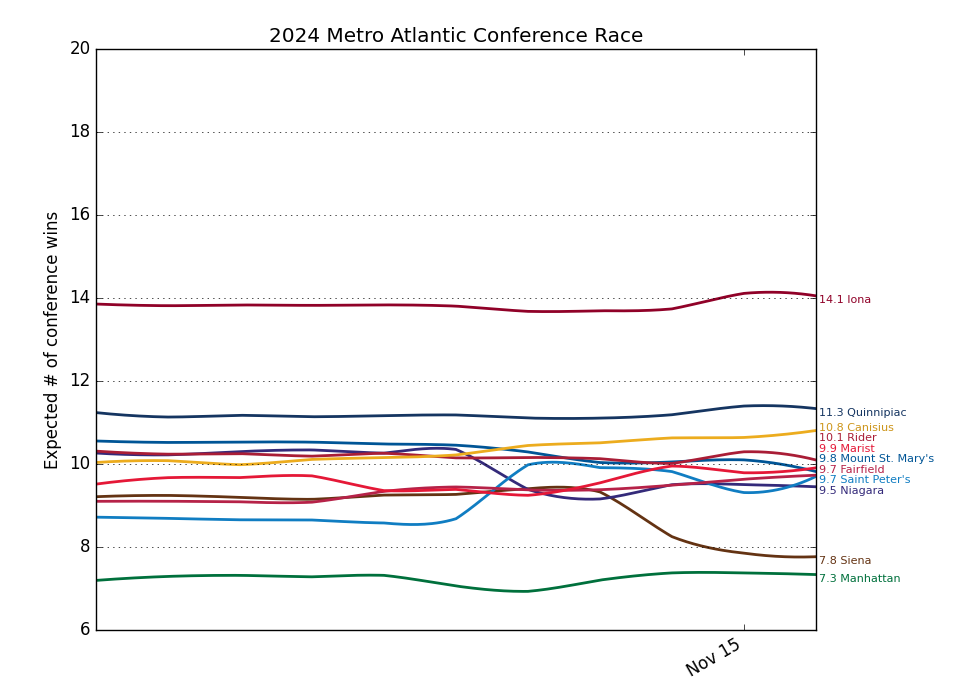 2024 Metro Atlantic Conference Race
Expected # of conference wins
20
18
16
14
12
10
8
6
14.1 Iona
11.3 Quinnipiac
10.8 Canisius
10.1 Rider
9.9 Marist
9.8 Mount St. Mary's
9.7 Fairfield
9.7 Saint Peter's
9.5 Niagara
7.8 Siena
7.3 Manhattan
Nov 15